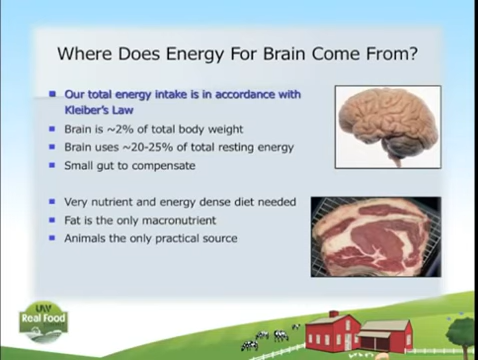 Where Does Energy For Brain Come From?
Our total energy intake is in accordance with
Kleiber's Law
Brain is ~2% of total body weight
Brain uses ~20-25% of total resting energy
Small gut to compensate
Very nutrient and energy dense diet needed
Fat is the only macronutrient
Animals the only practical source
Real Food